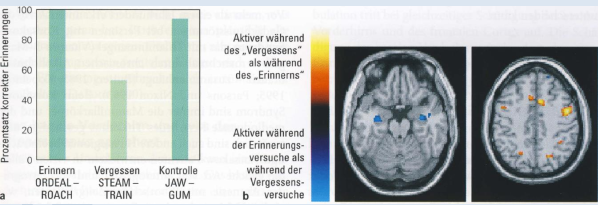 Prozentsatz korrekter Erinnerungen
100
80
60
40
20
0
Erinnern
ORDEAL –
ROACH
Vergessen
STEAM –
TRAIN
Kontrolle
JAW –
GUM
a
Aktiver während
des „Vergessens“
als während
des „Erinnerns“
Aktiver während
der Erinnerungs-
versuche als
während der
Vergessens-
versuche
b